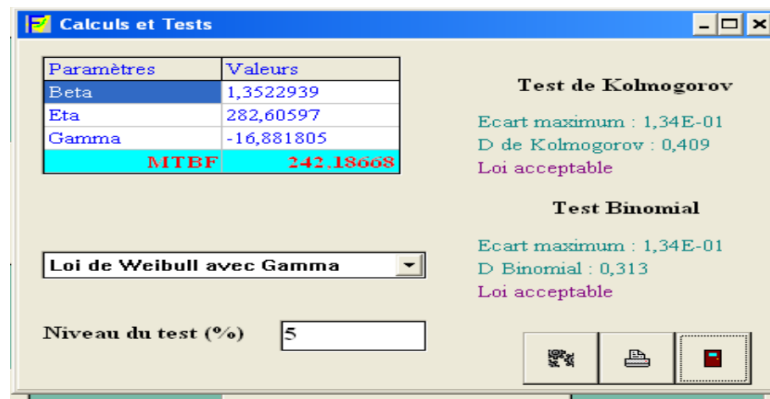 Calculs et Tests
Paramètres Valeurs
Beta 1,3522939
Eta 282,60597
Gamma -16,881805
MTBF 242.18668
Loi de Weibull avec Gamma
Niveau du test (%) 5
Test de Kolmogorov
Ecart maximum : 1,34E-01
D de Kolmogorov : 0,409
Loi acceptable
Test Binomial
Ecart maximum : 1,34E-01
D Binomial : 0,313
Loi acceptable